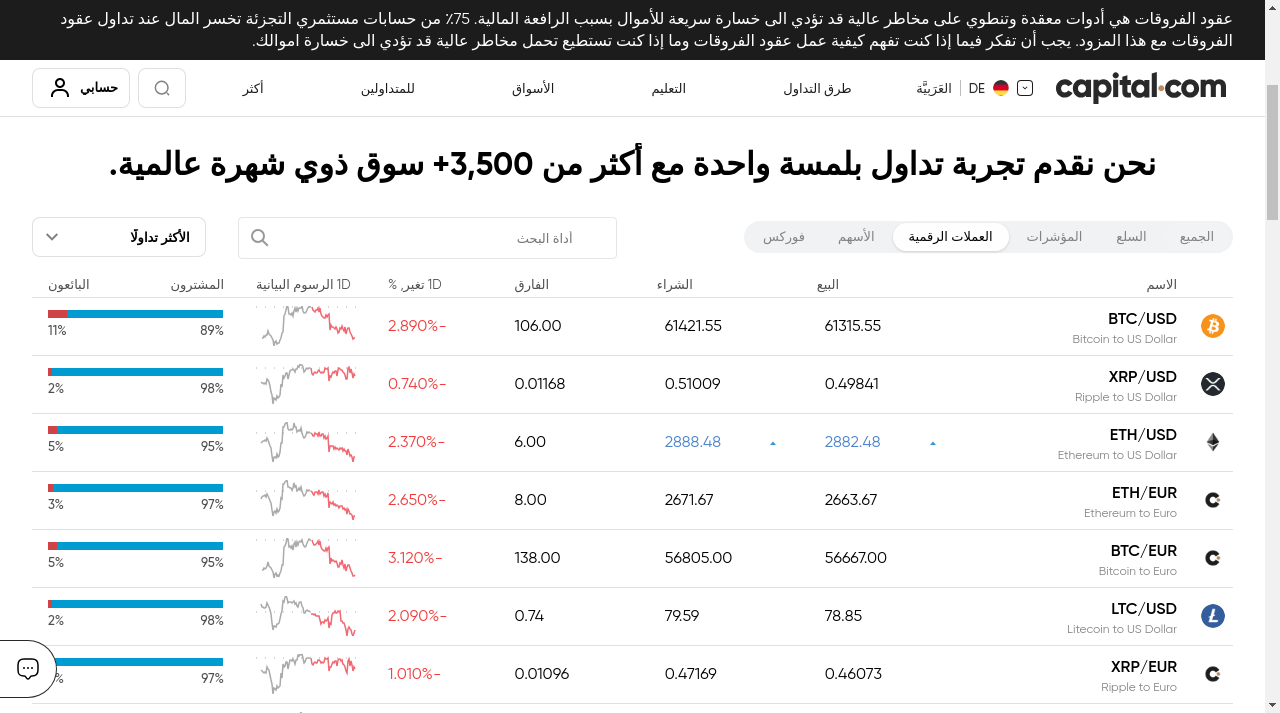 عقود الفروقات هي أدوات معقدة وتنطوي على مخاطر عالية قد تؤدي الى خسارة سريعة للأموال بسبب الرافعة المالية. 75٪ من حسابات مستثمري التجزئة تخسر المال عند تداول عقود
الفروقات مع هذا المزود. يجب أن تفكر فيما إذا كنت تفهم كيفية عمل عقود الفروقات وما إذا كنت تستطيع تحمل مخاطر عالية قد تؤدي الى خسارة اموالك.
capital.com DE العَرَبيَّة طرق التداول التعليم الأسواق للمتداولين أكثر حسابي
نحن نقدم تجربة تداول بلمسة واحدة مع أكثر من 3,500+ سوق ذوي شهرة عالمية.
الجميع السلع المؤشرات العملات الرقمية الأسهم فوركس أداة البحث الأكثر تداولًا
الاسم البيع الشراء الفارق 1D تغير, % 1D الرسوم البيانية المشترون البائعون
BTC/USD 61315.55 61421.55 106.00 -2.890% 89% 11%
Bitcoin to US Dollar
XRP/USD 0.49841 0.51009 0.01168 -0.740% 98% 2%
Ripple to US Dollar
ETH/USD 2882.48 2888.48 6.00 -2.370% 95% 5%
Ethereum to US Dollar
ETH/EUR 2663.67 2671.67 8.00 -2.650% 97% 3%
Ethereum to Euro
BTC/EUR 56667.00 56805.00 138.00 -3.120% 95% 5%
Bitcoin to Euro
LTC/USD 78.85 79.59 0.74 -2.090% 98% 2%
Litecoin to US Dollar
XRP/EUR 0.46073 0.47169 0.01096 -1.010% 97%
Ripple to Euro